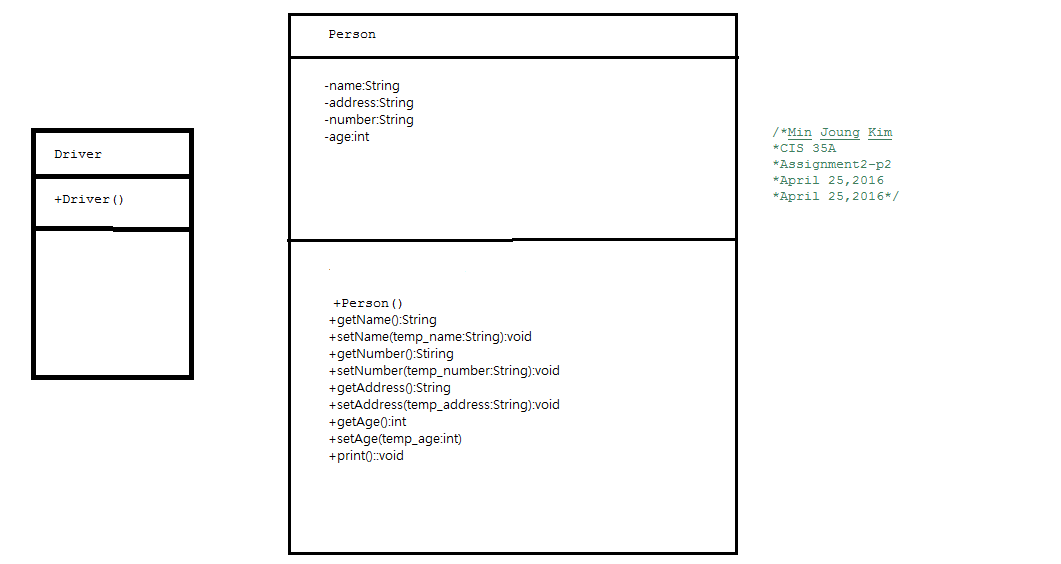 Driver
+Driver()
Person
-name:String
-address:String
-number:String
-age:int
+Person()
+getName():String
+setName(temp_name:String):void
+getNumber():Stiring
+setNumber(temp_number:String):void
+getAddress():String
+setAddress(temp_address:String):void
+getAge():int
+setAge(temp_age:int)
+print()::void
/*Min Joung Kim
*CIS 35A
*Assignment2-p2
*April 25,2016
*April 25,2016*/